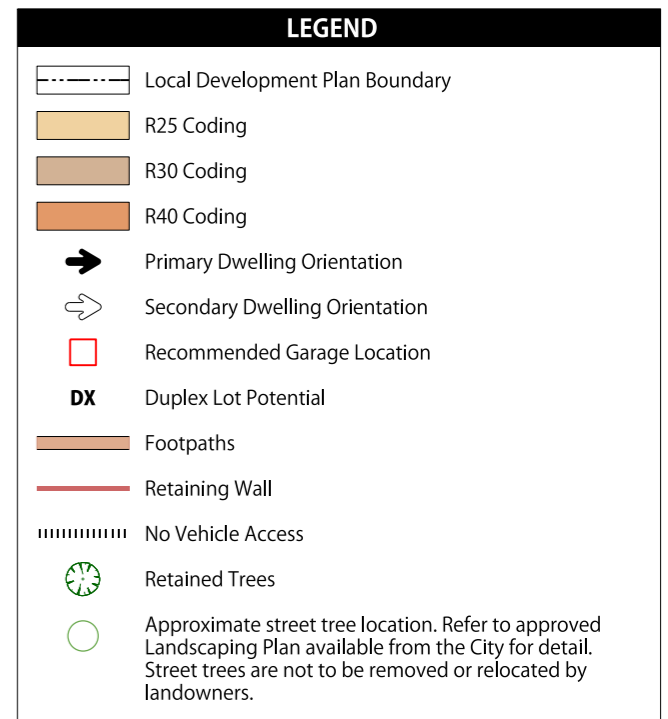 LEGEND
Local Development Plan Boundary
R25 Coding
R30 Coding
R40 Coding
Primary Dwelling Orientation
Secondary Dwelling Orientation
Recommended Garage Location
DX Duplex Lot Potential
Footpaths
Retaining Wall
No Vehicle Access
Retained Trees
Approximate street tree location. Refer to approved
Landscaping Plan available from the City for detail.
Street trees are not to be removed or relocated by
landowners.